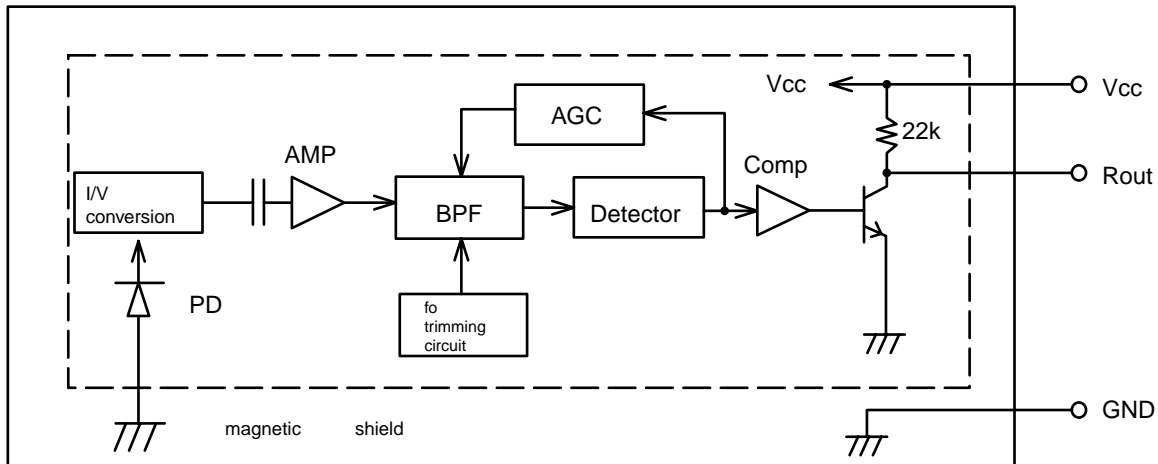 Vcc
Vcc
AGC
22k
AMP
Comp
Rout
I/V
conversion
BPF
Detector
PD
fo
trimming
circuit
GND
magnetic shield